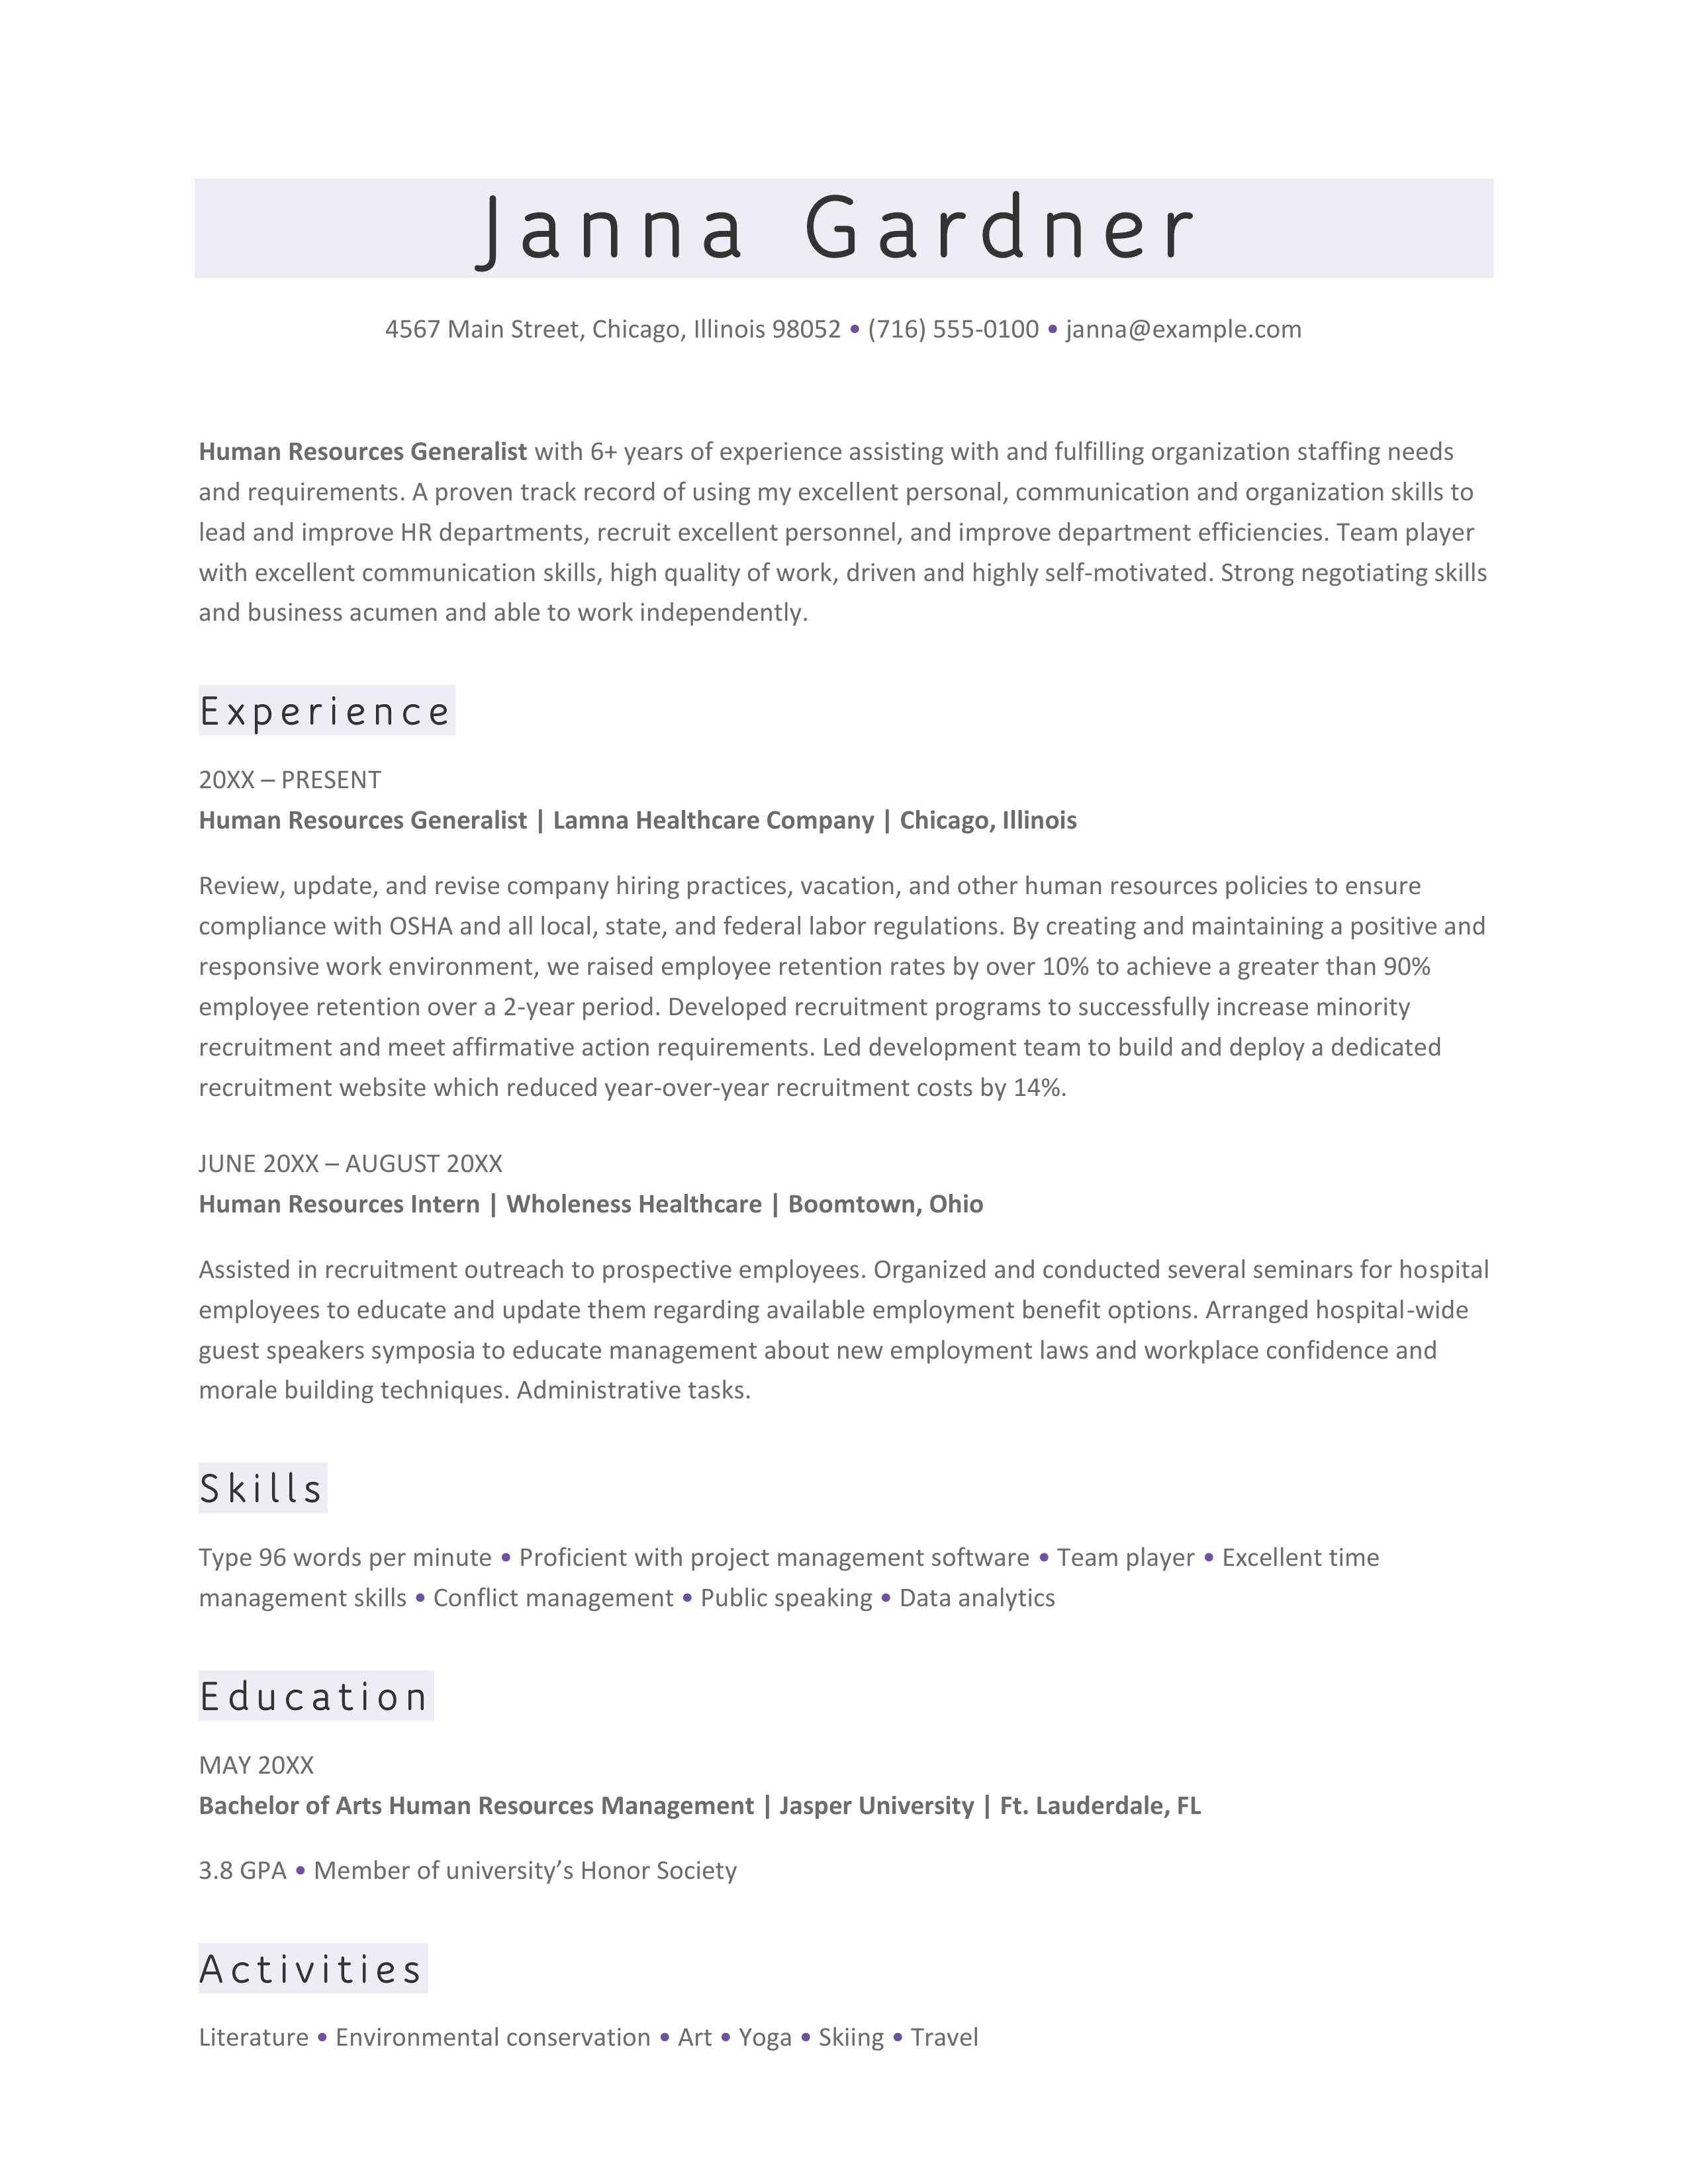 Janna Gardner
4567 Main Street, Chicago, Illinois 98052 • (716) 555-0100 • janna@example.com
Human Resources Generalist with 6+ years of experience assisting with and fulfilling organization staffing needs
and requirements. A proven track record of using my excellent personal, communication and organization skills to
lead and improve HR departments, recruit excellent personnel, and improve department efficiencies. Team player
with excellent communication skills, high quality of work, driven and highly self-motivated. Strong negotiating skills
and business acumen and able to work independently.
Experience
20XX – PRESENT
Human Resources Generalist | Lamna Healthcare Company | Chicago, Illinois
Review, update, and revise company hiring practices, vacation, and other human resources policies to ensure
compliance with OSHA and all local, state, and federal labor regulations. By creating and maintaining a positive and
responsive work environment, we raised employee retention rates by over 10% to achieve a greater than 90%
employee retention over a 2-year period. Developed recruitment programs to successfully increase minority
recruitment and meet affirmative action requirements. Led development team to build and deploy a dedicated
recruitment website which reduced year-over-year recruitment costs by 14%.
JUNE 20XX – AUGUST 20XX
Human Resources Intern | Wholeness Healthcare | Boomtown, Ohio
Assisted in recruitment outreach to prospective employees. Organized and conducted several seminars for hospital
employees to educate and update them regarding available employment benefit options. Arranged hospital-wide
guest speakers symposia to educate management about new employment laws and workplace confidence and
morale building techniques. Administrative tasks.
Skills
Type 96 words per minute • Proficient with project management software • Team player • Excellent time
management skills • Conflict management • Public speaking • Data analytics
Education
MAY 20XX
Bachelor of Arts Human Resources Management | Jasper University | Ft. Lauderdale, FL
3.8 GPA • Member of university’s Honor Society
Activities
Literature • Environmental conservation • Art • Yoga • Skiing • Travel